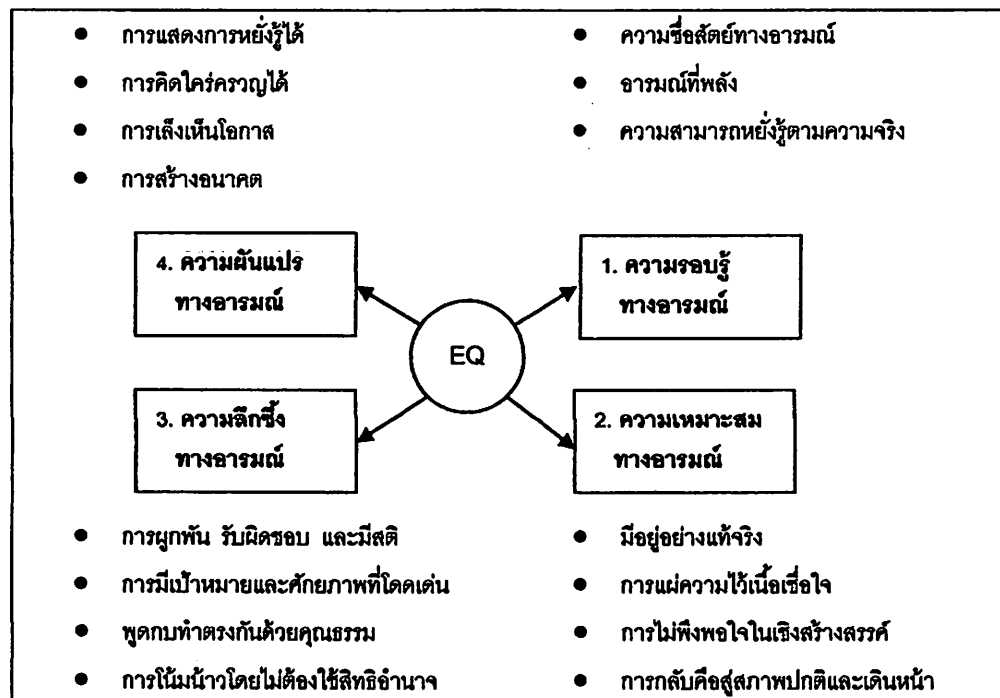 • การแสดงการหยั่งรู้ได้
• การคิดใคร่ครวญได้
• การเล็งเห็นโอกาส
• การสร้างอนาคต
• ความซื่อสัตย์ทางอารมณ์
• อารมณ์ที่พลัง
• ความสามารถหยั่งรู้ตามความจริง
4. ความผันแปร
ทางอารมณ์
1. ความรอบรู้
ทางอารมณ์
EQ
3. ความลึกซึ้ง
ทางอารมณ์
2. ความเหมาะสม
ทางอารมณ์
• การผูกพัน รับผิดชอบ และมีสติ
• การมีเป้าหมายและศักยภาพที่โดดเด่น
• พูดกบทำตรงกันด้วยคุณธรรม
• การโน้มน้าวโดยไม่ต้องใช้สิทธิอำนาจ
• มีอยู่อย่างแท้จริง
• การแผ่ความไว้เนื้อเชื่อใจ
• การไม่พึงพอใจในเชิงสร้างสรรค์
• การกลับคือสู่สภาพปกติและเดินหน้า